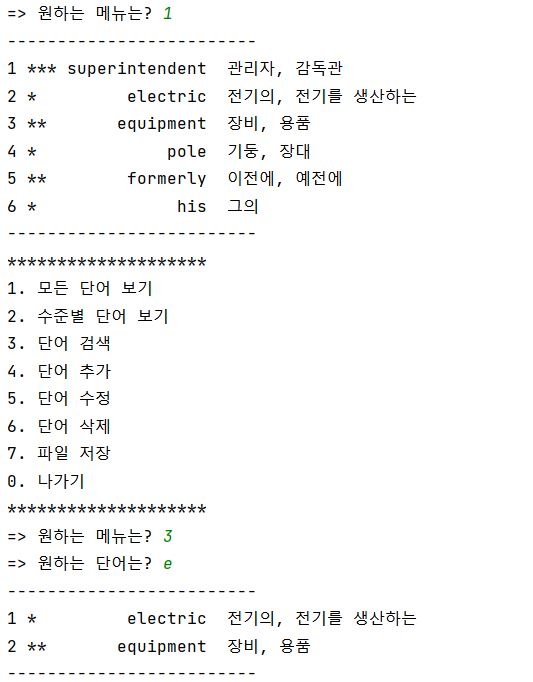 => 원하는 메뉴는? 1
-------------------------
1 *** superintendent  관리자, 감독관
2 *         electric  전기의, 전기를 생산하는
3 **       equipment  장비, 용품
4 *             pole  기둥, 장대
5 **        formerly  이전에, 예전에
6 *              his  그의
-------------------------
********************
1. 모든 단어 보기
2. 수준별 단어 보기
3. 단어 검색
4. 단어 추가
5. 단어 수정
6. 단어 삭제
7. 파일 저장
0. 나가기
********************
=> 원하는 메뉴는? 3
=> 원하는 단어는? e
-------------------------
1 *         electric  전기의, 전기를 생산하는
2 **       equipment  장비, 용품
-------------------------